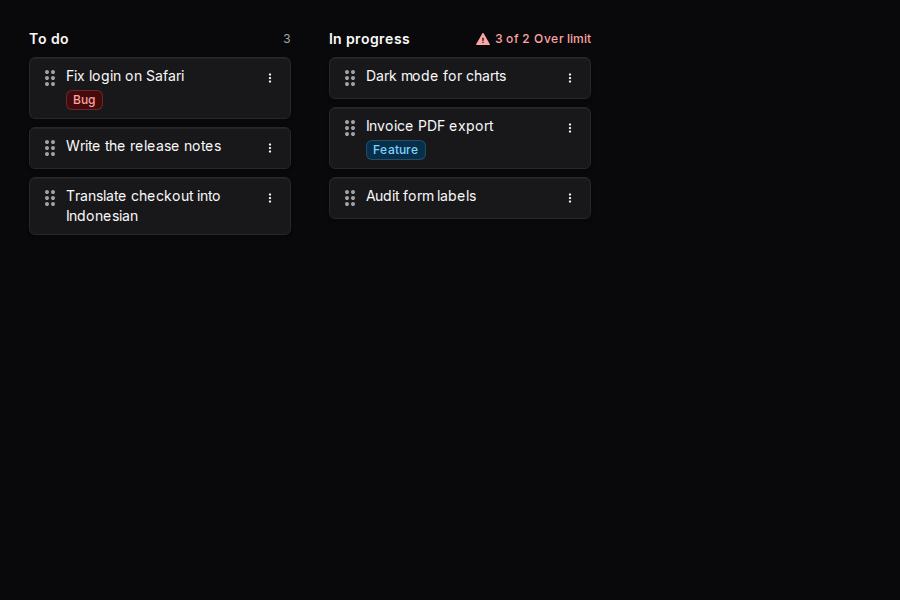 To do
3
Fix login on Safari
Bug
Write the release notes
Translate checkout into
Indonesian
In progress
3 of 2 Over limit
Dark mode for charts
Invoice PDF export
Feature
Audit form labels